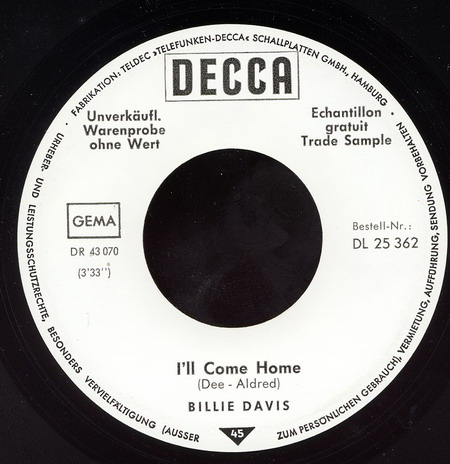 · FABRIKATION: TELDEC »TELEFUNKEN-DECCA« SCHALLPLATTEN GMBH., HAMBURG · URHEBER- UND LEISTUNGSSCHUTZRECHTE, BESONDERS VERVIELFÄLTIGUNG (AUSSER ZUM PERSÖNLICHEN GEBRAUCH), VERMIETUNG, AUFFÜHRUNG, SENDUNG VORBEHALTEN
DECCA
Unverkäufl.
Warenprobe
ohne Wert
Echantillon
gratuit
Trade Sample
GEMA
DR 43 070
(3'33'')
Bestell-Nr.:
DL 25 362
I'll Come Home
(Dee - Aldred)
BILLIE DAVIS
45